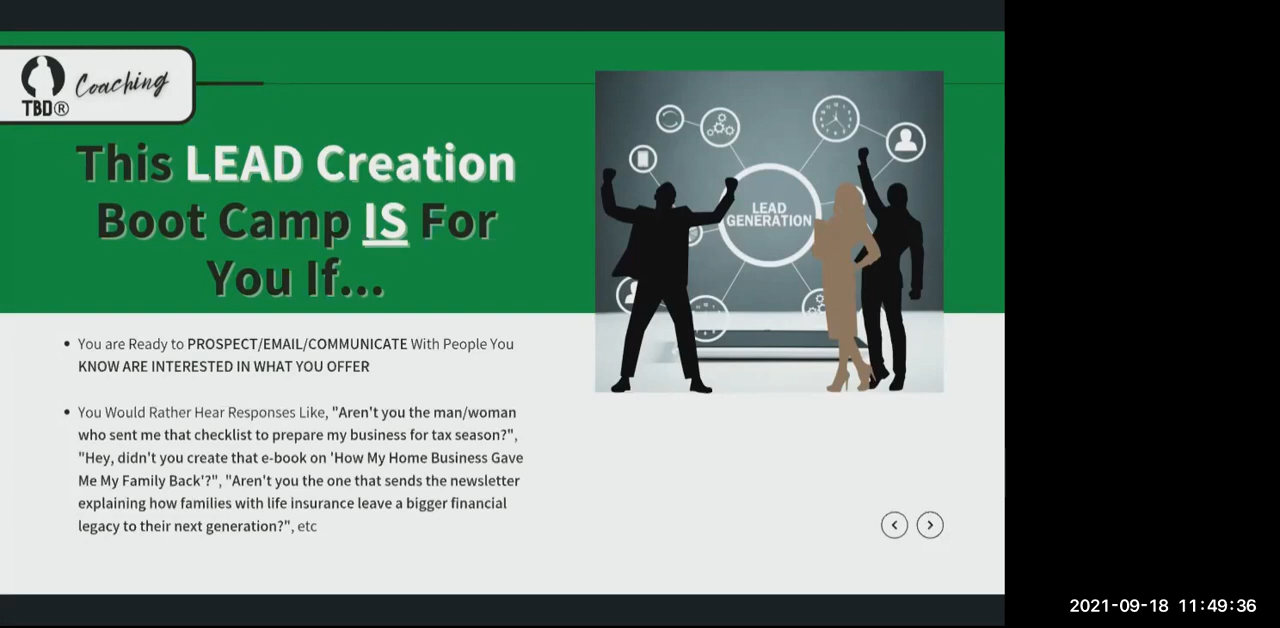 Coaching
TBD®
This LEAD Creation
Boot Camp IS For
You If...
LEAD
GENERATION
• You are Ready to PROSPECT/EMAIL/COMMUNICATE With People You
KNOW ARE INTERESTED IN WHAT YOU OFFER
• You Would Rather Hear Responses Like, "Aren't you the man/woman
who sent me that checklist to prepare my business for tax season?",
"Hey, didn't you create that e-book on 'How My Home Business Gave
Me My Family Back'?", "Aren't you the one that sends the newsletter
explaining how families with life insurance leave a bigger financial
legacy to their next generation?", etc
2021-09-18 11:49:36